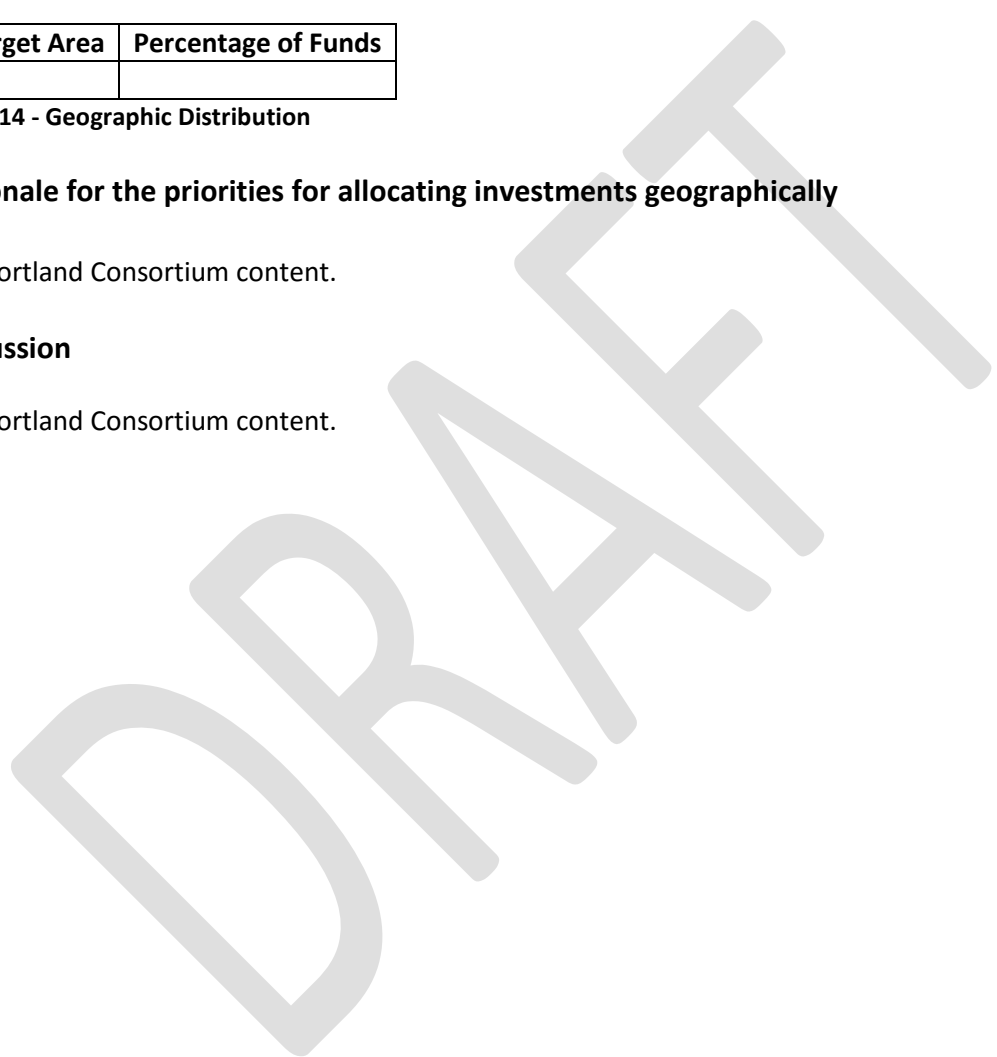 rget Area Percentage of Funds
14 - Geographic Distribution
onale for the priorities for allocating investments geographically
ortland Consortium content.
ussion
ortland Consortium content.
DRAFT